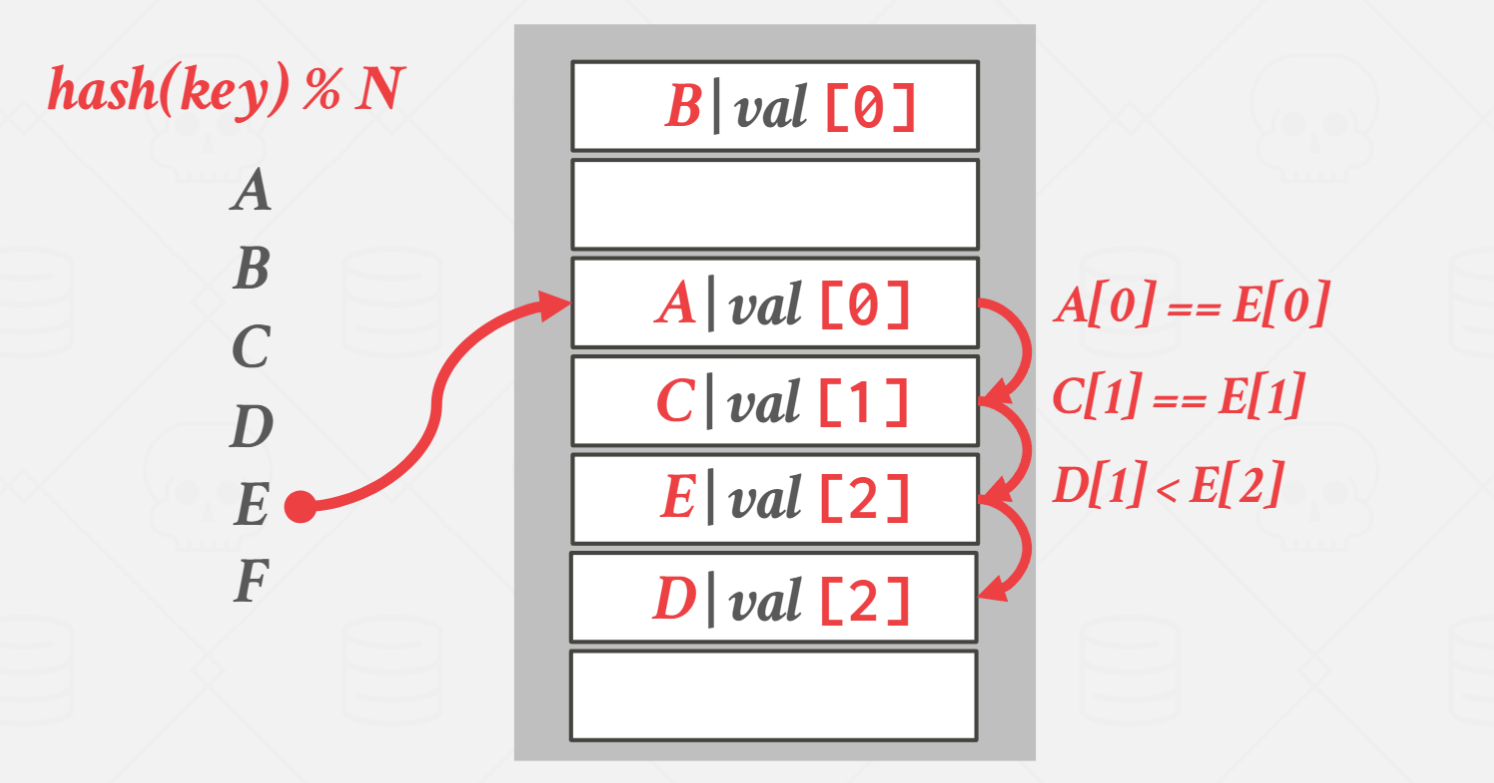 hash(key) % N
A
B
C
D
E
F
B|val [0]
A|val [0]
C|val [1]
E|val [2]
D|val [2]
A[0] == E[0]
C[1] == E[1]
D[1] < E[2]